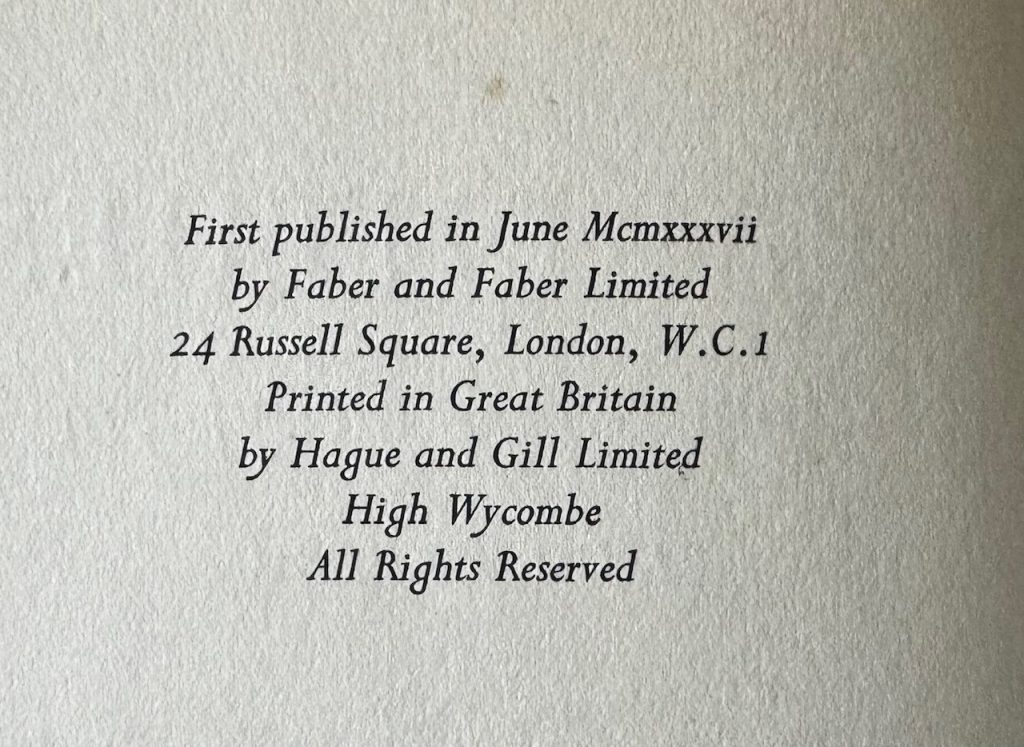 First published in June Mcmxxxvii
by Faber and Faber Limited
24 Russell Square, London, W.C.1
Printed in Great Britain
by Hague and Gill Limited
High Wycombe
All Rights Reserved